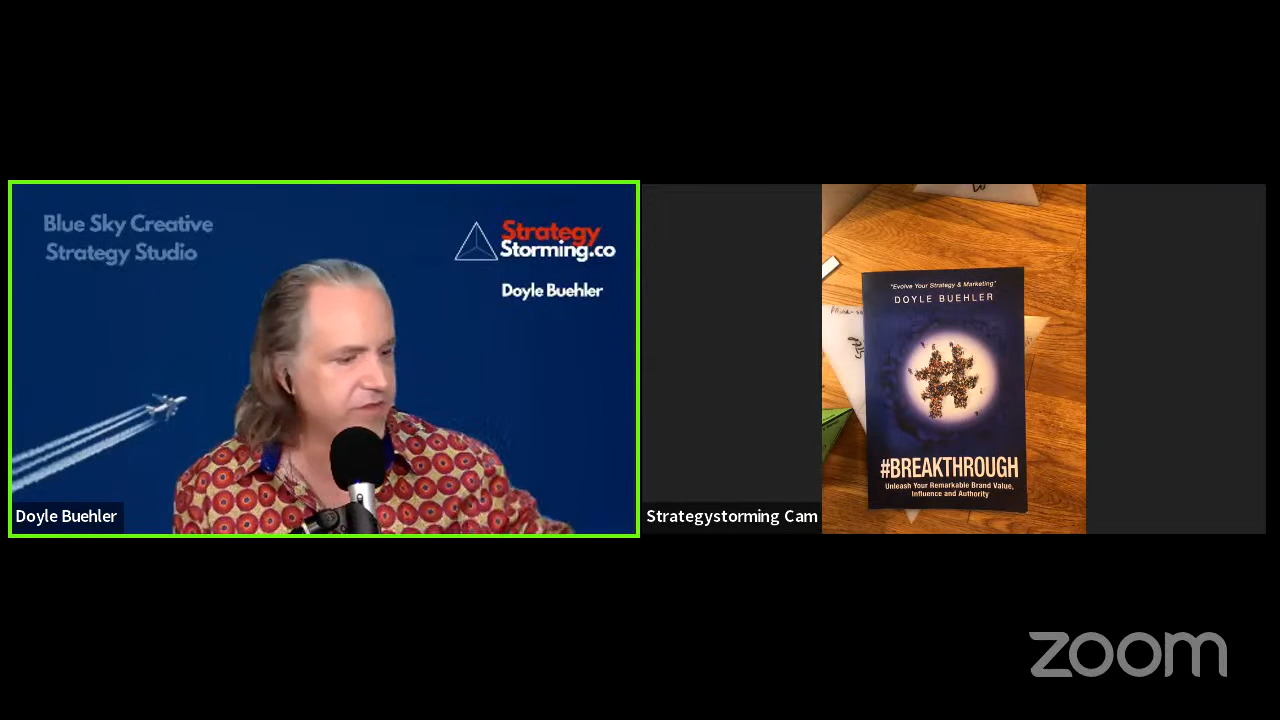 Blue Sky Creative
Strategy Studio
Strategy
Storming.co
Doyle Buehler
Doyle Buehler
"Evolve Your Strategy & Marketing"
DOYLE BUEHLER
#
#BREAKTHROUGH
Unleash Your Remarkable Brand Value,
Influence and Authority
Strategystorming Cam
zoom